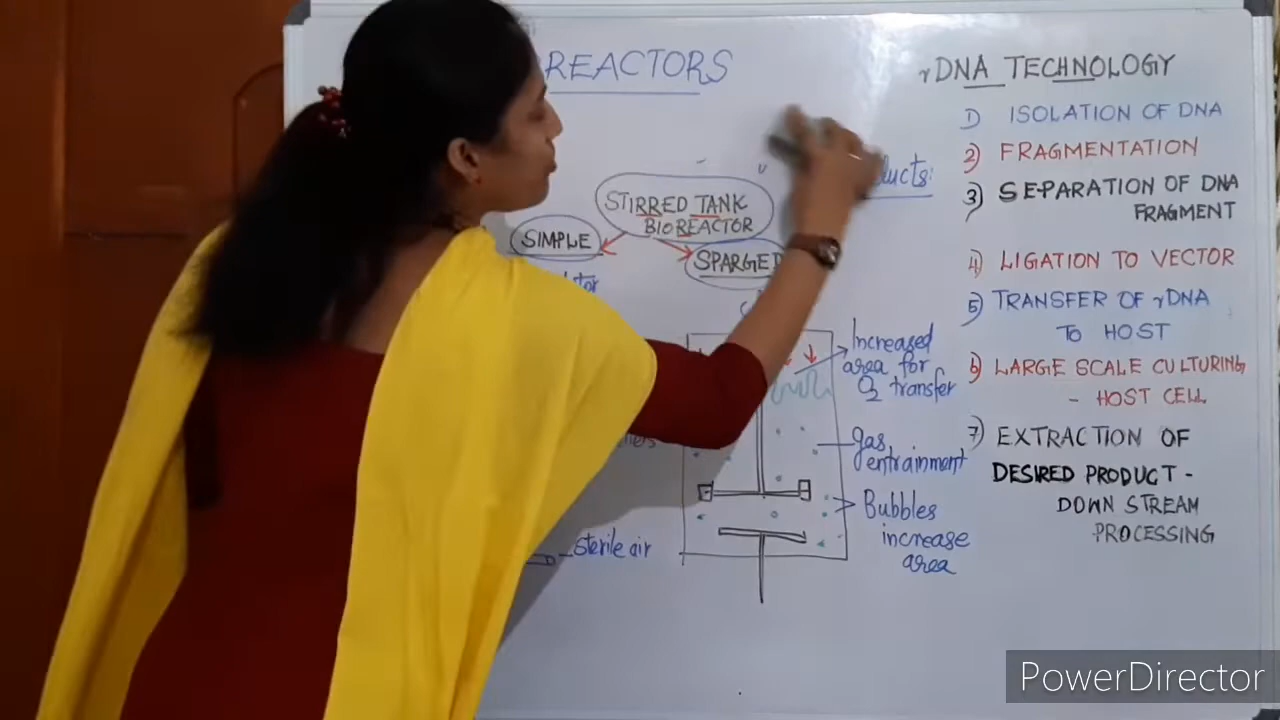 REACTORS
STIRRED TANK
BIOREACTOR
SIMPLE
SPARGED
Increased
area for
O2 transfer
gas
entrainment
Bubbles
increase
area
sterile air
rDNA TECHNOLOGY
1) ISOLATION OF DNA
2) FRAGMENTATION
3) SEPARATION OF DNA
FRAGMENT
4) LIGATION TO VECTOR
5) TRANSFER OF rDNA
TO HOST
6) LARGE SCALE CULTURING
- HOST CELL
7) EXTRACTION OF
DESIRED PRODUCT -
DOWN STREAM
PROCESSING
PowerDirector